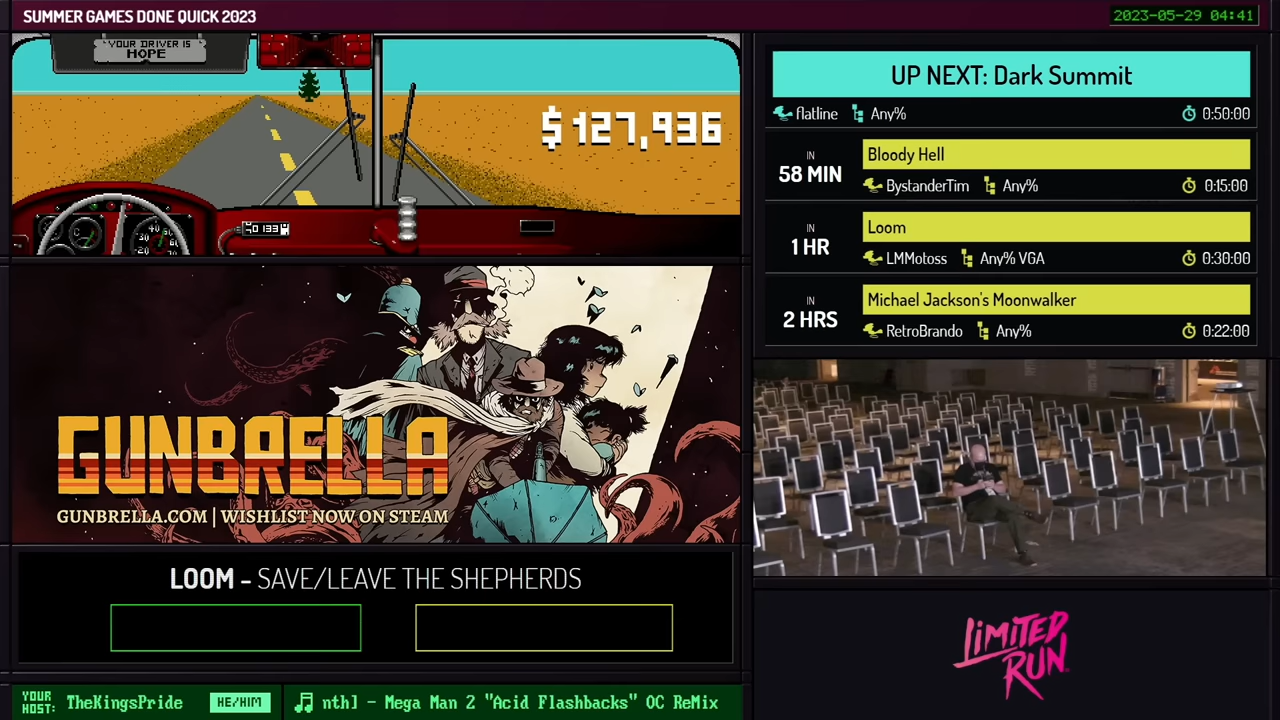 SUMMER GAMES DONE QUICK 2023
2023-05-29 04:41
YOUR DRIVER IS
HOPE
$127,936
UP NEXT: Dark Summit
flatline Any% 0:50:00
IN
58 MIN
Bloody Hell
BystanderTim Any% 0:15:00
IN
1 HR
Loom
LMMotoss Any% VGA 0:30:00
IN
2 HRS
Michael Jackson's Moonwalker
RetroBrando Any% 0:22:00
GUNBRELLA
GUNBRELLA.COM | WISHLIST NOW ON STEAM
LOOM - SAVE/LEAVE THE SHEPHERDS
LIMITED
RUN
YOUR
HOST:
TheKingsPride
HE/HIM
nth] - Mega Man 2 "Acid Flashbacks" OC ReMix